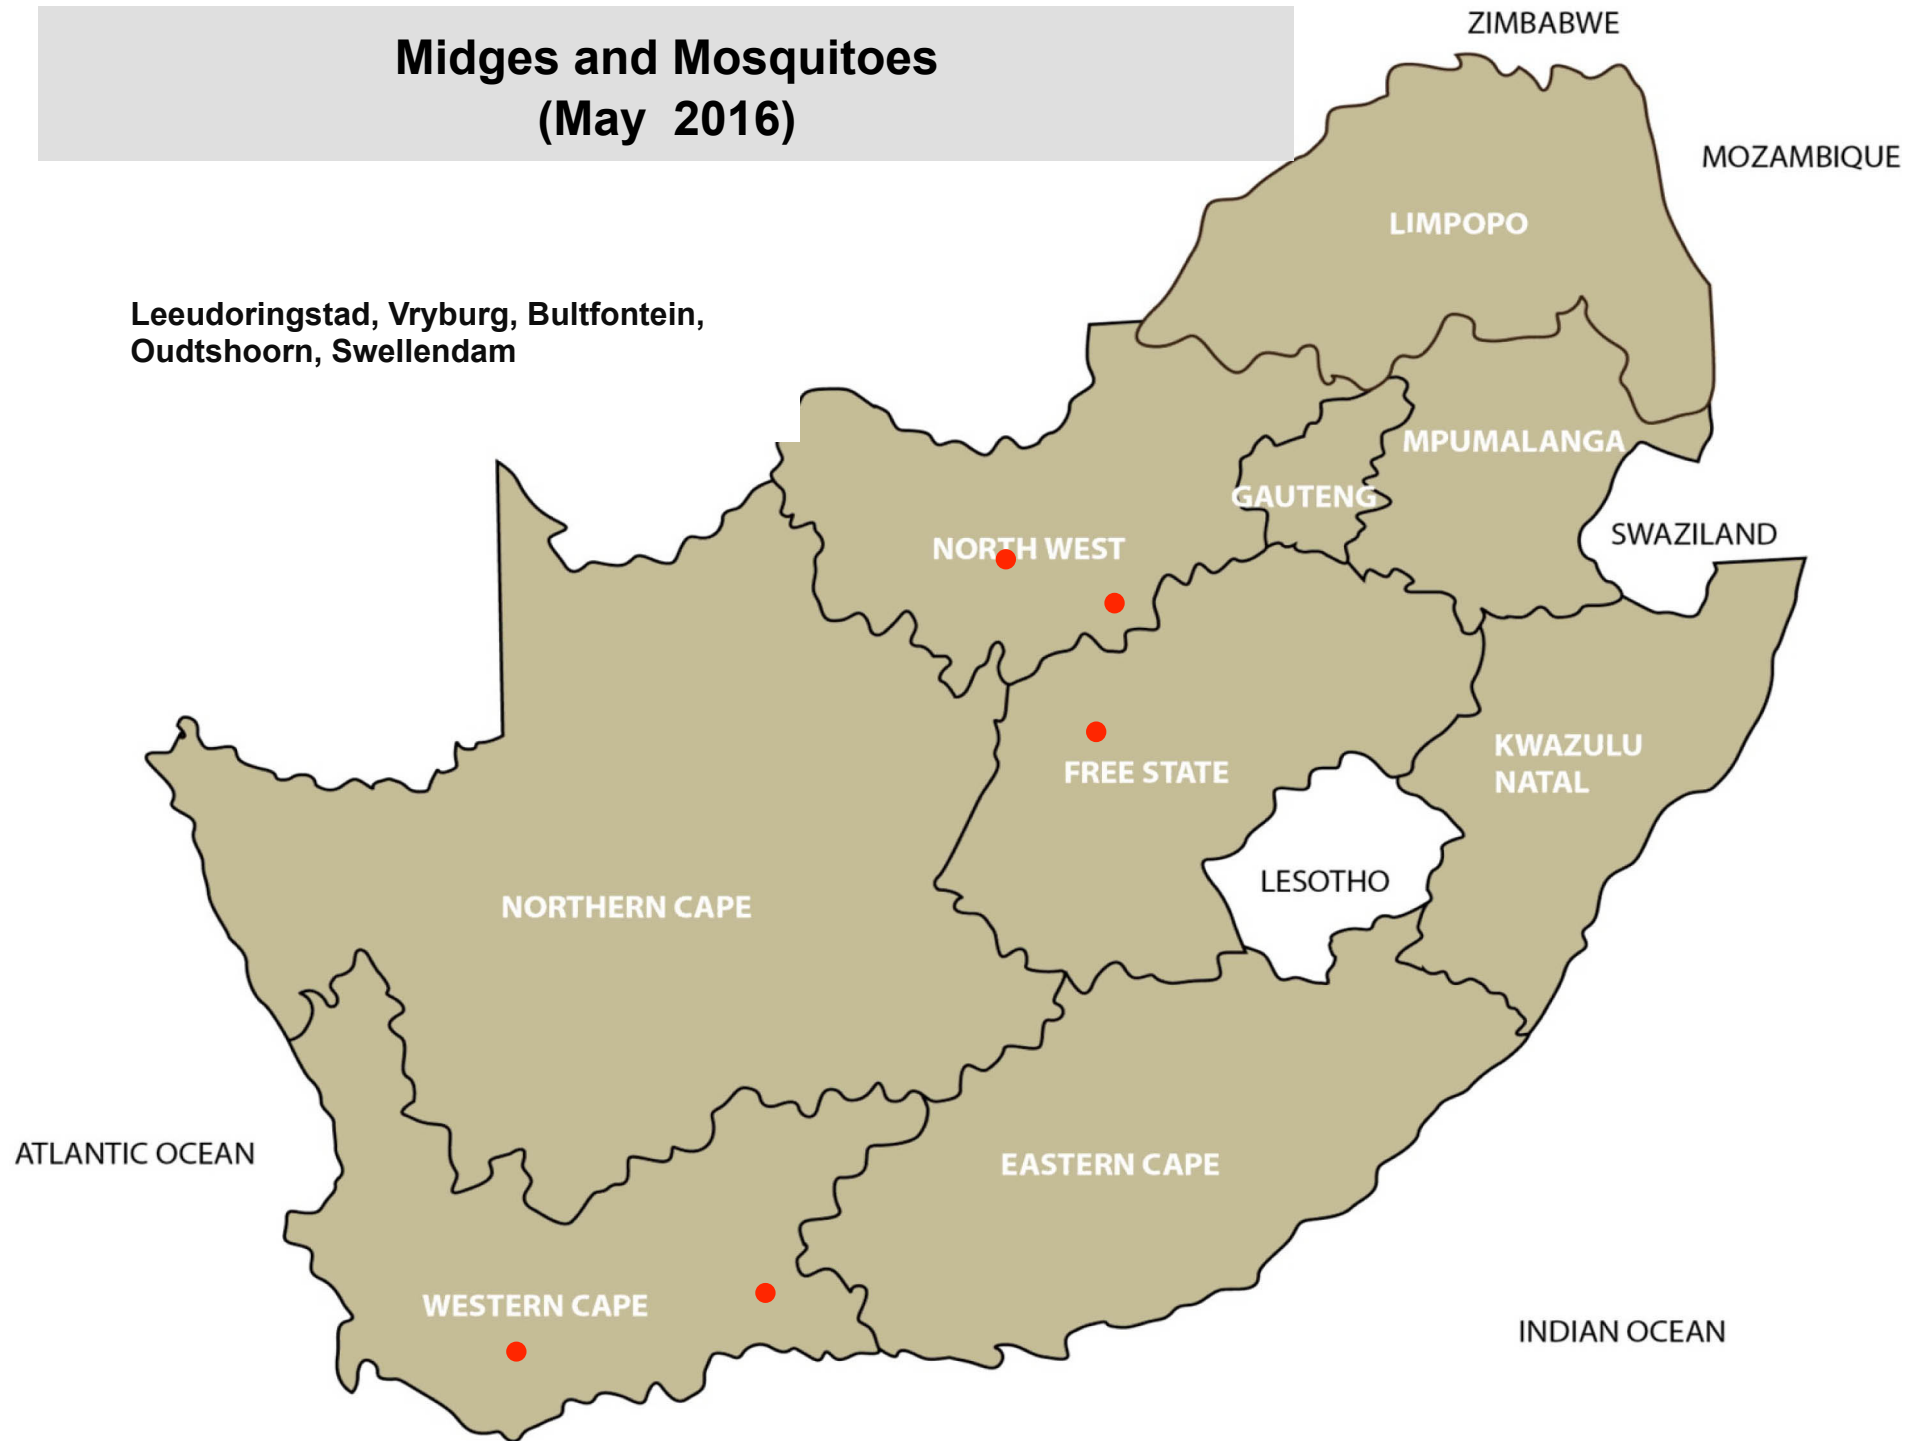 Midges and Mosquitoes
(May 2016)
ZIMBABWE
MOZAMBIQUE
LIMPOPO
Leeudoringstad, Vryburg, Bultfontein,
Oudtshoorn, Swellendam
MPUMALANGA
GAUTENG
SWAZILAND
NORTH WEST
KWAZULU
NATAL
FREE STATE
LESOTHO
NORTHERN CAPE
ATLANTIC OCEAN
EASTERN CAPE
WESTERN CAPE
INDIAN OCEAN